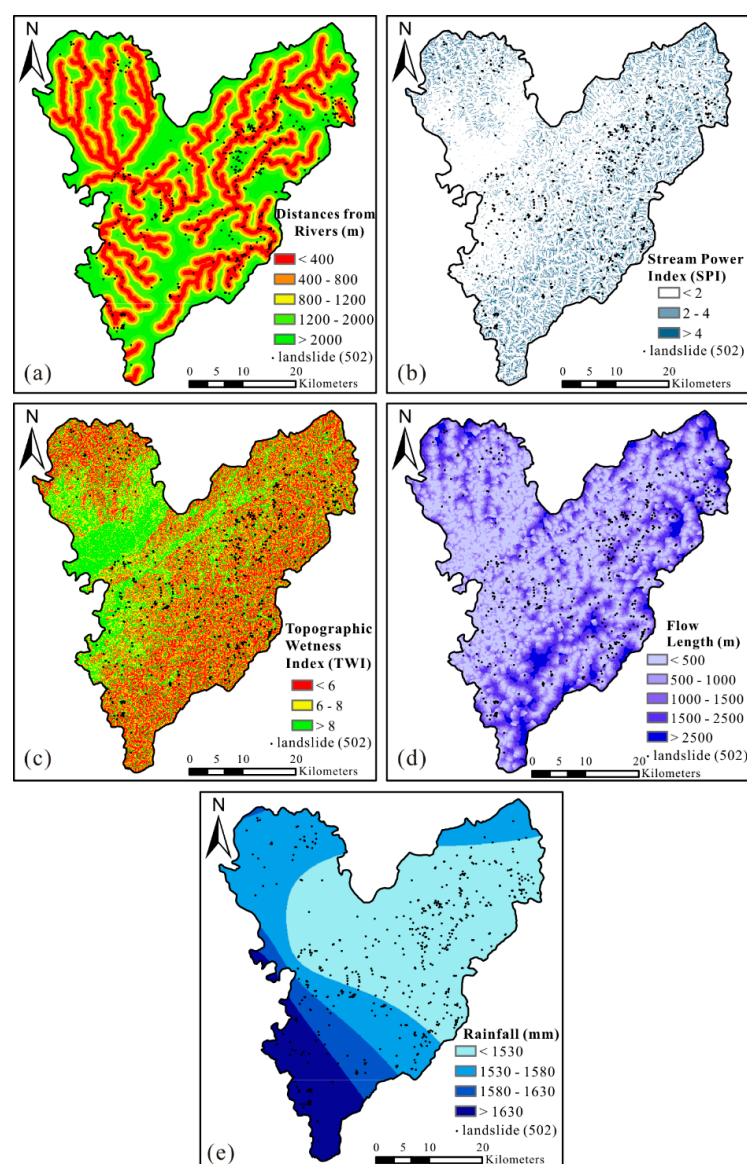 N
Distances from
Rivers (m)
< 400
400 - 800
800 - 1200
1200 - 2000
> 2000
landslide (502)
(a)
0 5 10 20
Kilometers
N
Stream Power
Index (SPI)
< 2
2 - 4
> 4
landslide (502)
(b)
0 5 10 20
Kilometers
N
Topographic
Wetness
Index (TWI)
< 6
6 - 8
> 8
landslide (502)
(c)
0 5 10 20
Kilometers
N
Flow
Length (m)
< 500
500 - 1000
1000 - 1500
1500 - 2500
> 2500
landslide (502)
(d)
0 5 10 20
Kilometers
N
Rainfall (mm)
< 1530
1530 - 1580
1580 - 1630
> 1630
landslide (502)
(e)
0 5 10 20
Kilometers